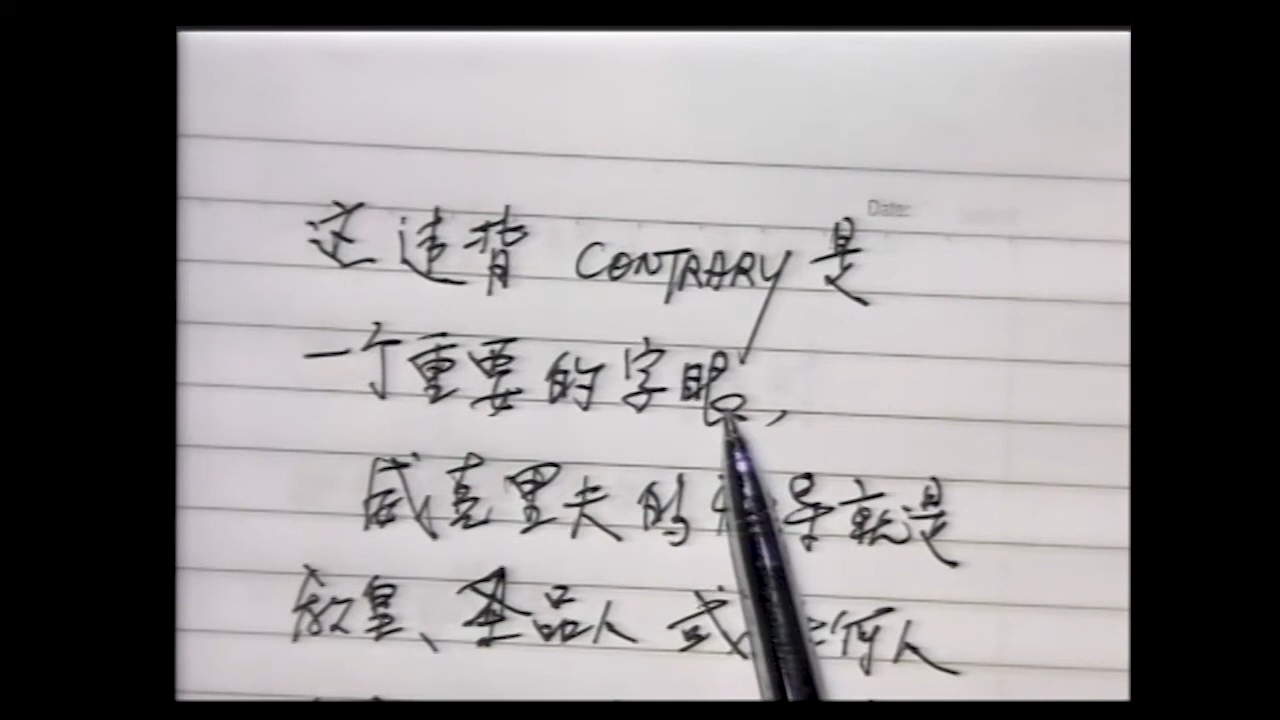 Date:
这违背 CONTRARY 是
一个重要的字眼,
威克里夫的 导就是
教皇、圣品人或 何人